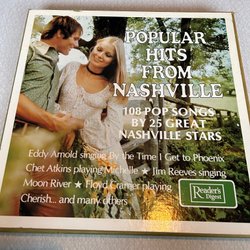 POPULAR
HITS
FROM
NASHVILLE
108 POP SONGS
BY 25 GREAT
NASHVILLE STARS
Eddy Arnold singing By the Time I Get to Phoenix
Chet Atkins playing Michelle ★ Jim Reeves singing
Moon River ★ Floyd Cramer playing
Cherish... and many others
Reader's
Digest